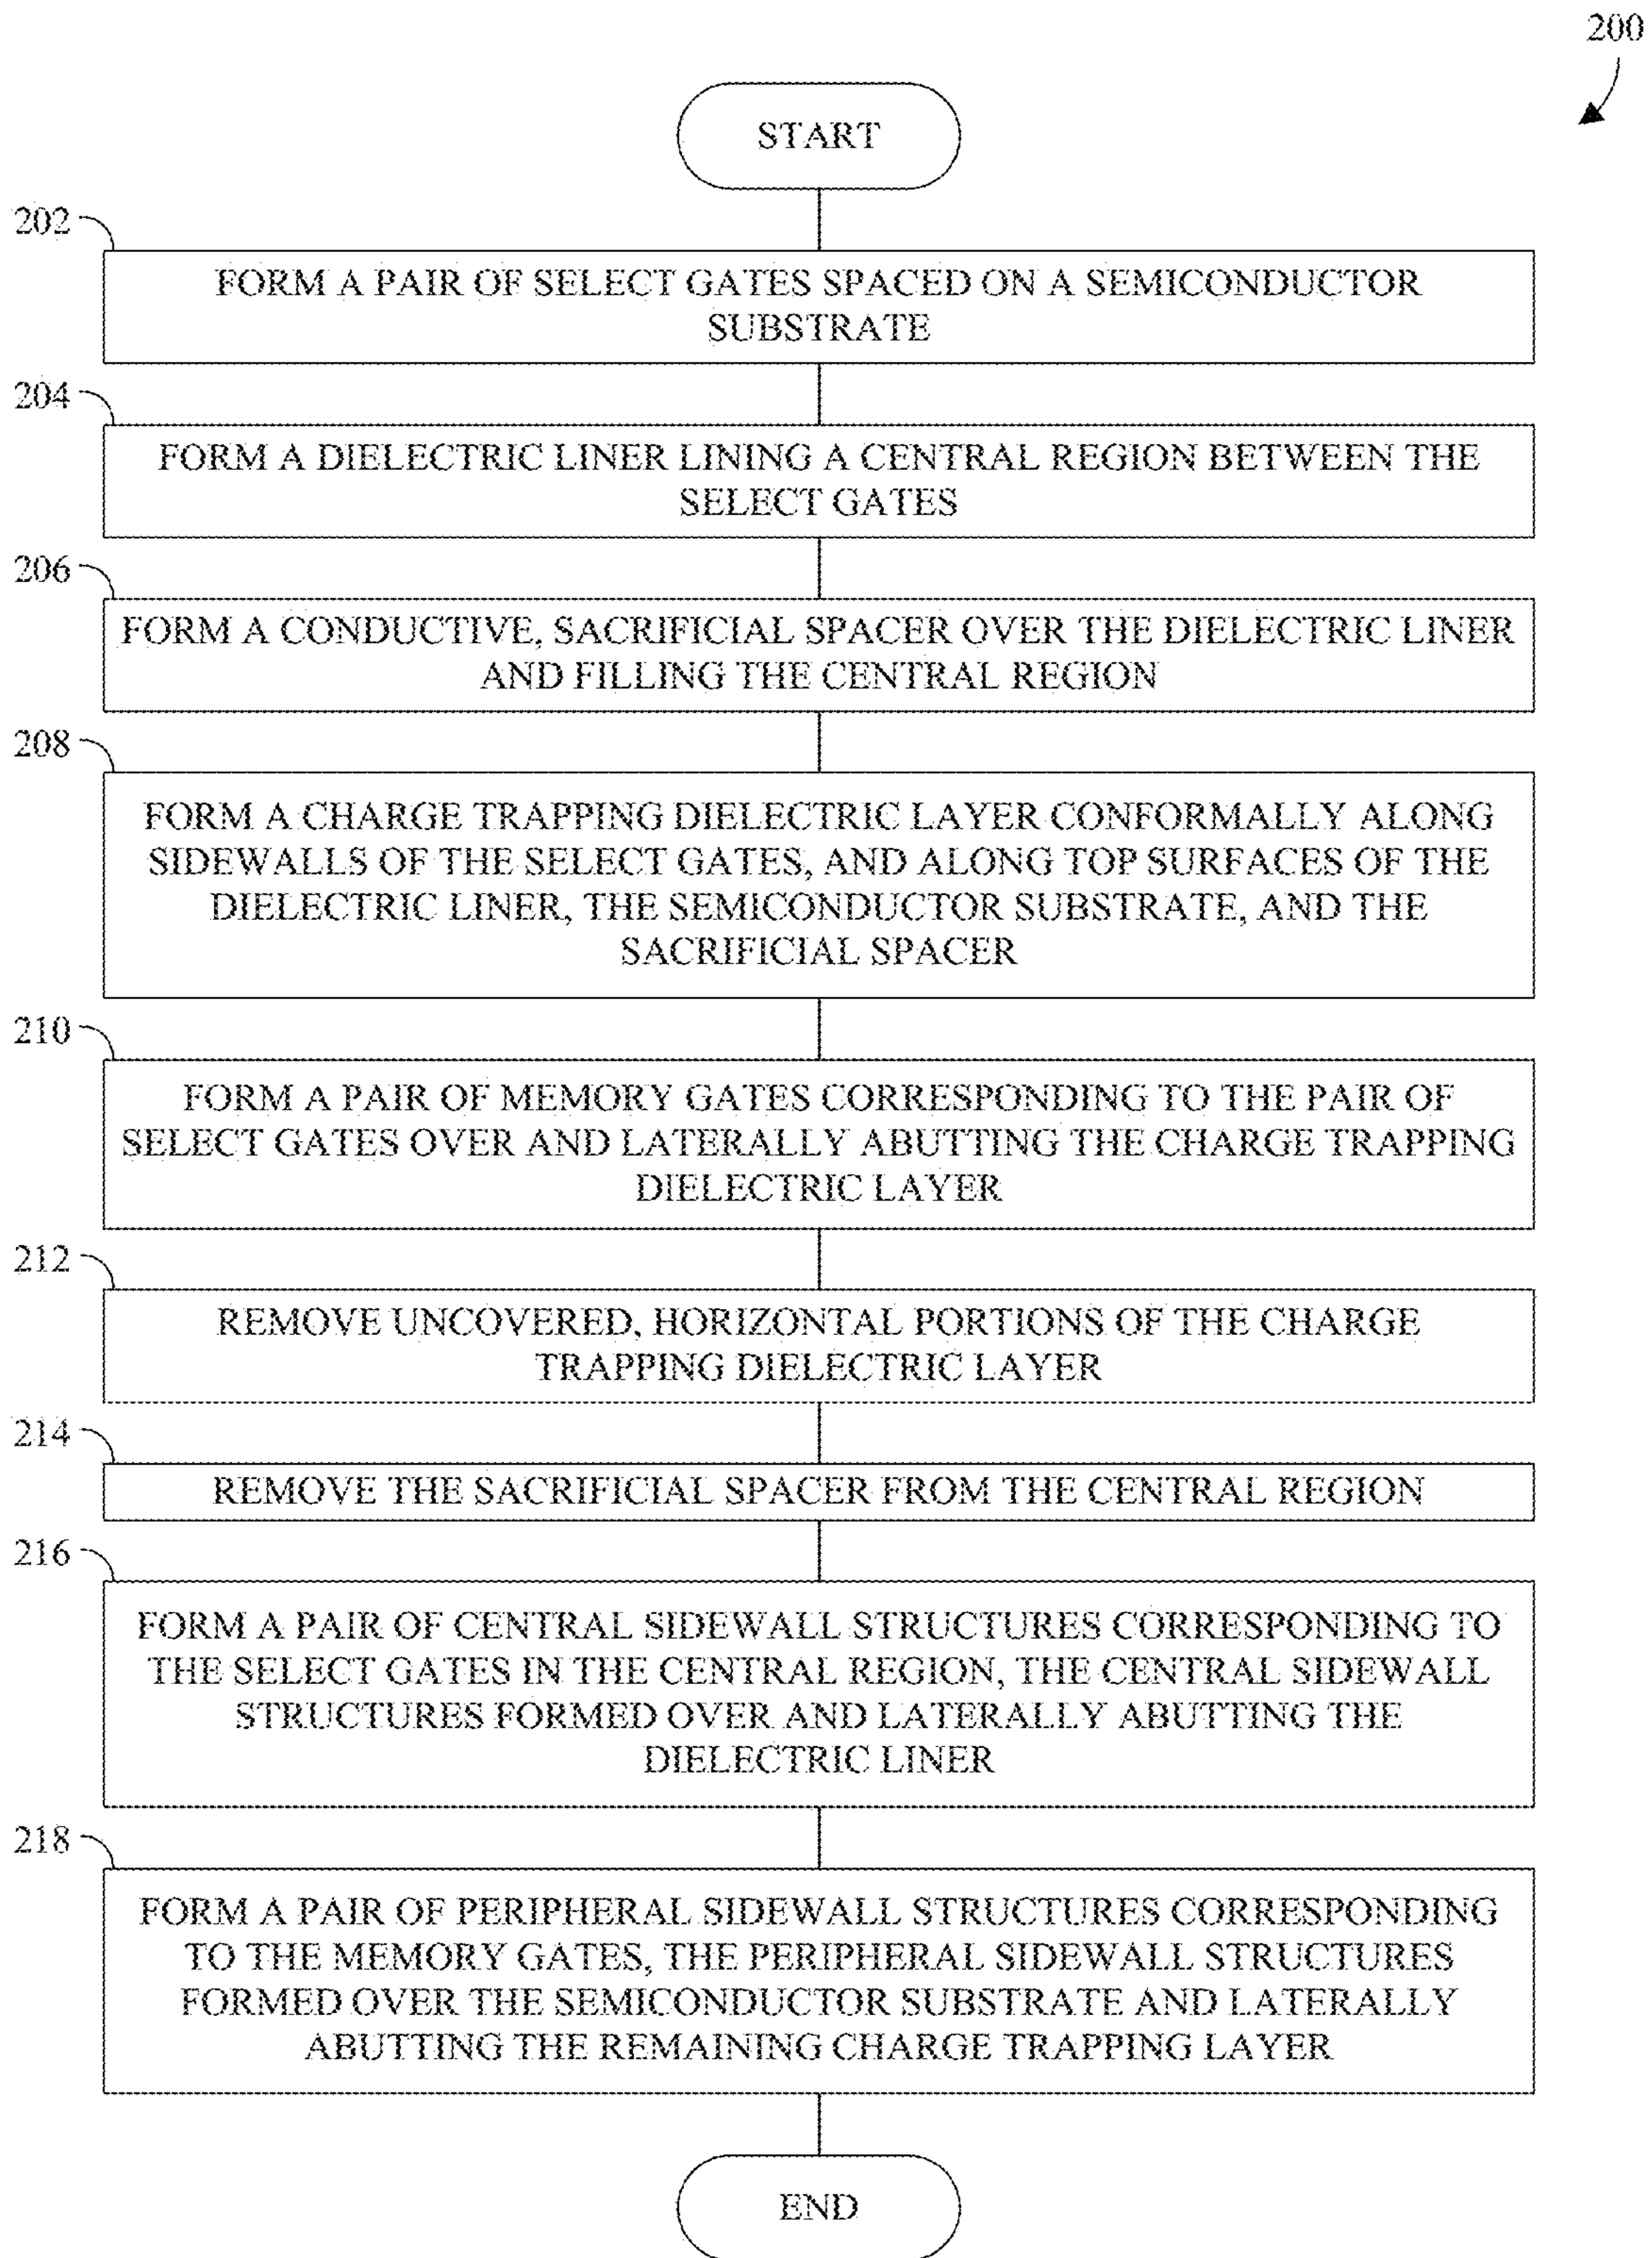 200
START
202
FORM A PAIR OF SELECT GATES SPACED ON A SEMICONDUCTOR
SUBSTRATE
204
FORM A DIELECTRIC LINER LINING A CENTRAL REGION BETWEEN THE
SELECT GATES
206
FORM A CONDUCTIVE, SACRIFICIAL SPACER OVER THE DIELECTRIC LINER
AND FILLING THE CENTRAL REGION
208
FORM A CHARGE TRAPPING DIELECTRIC LAYER CONFORMALLY ALONG
SIDEWALLS OF THE SELECT GATES, AND ALONG TOP SURFACES OF THE
DIELECTRIC LINER, THE SEMICONDUCTOR SUBSTRATE, AND THE
SACRIFICIAL SPACER
210
FORM A PAIR OF MEMORY GATES CORRESPONDING TO THE PAIR OF
SELECT GATES OVER AND LATERALLY ABUTTING THE CHARGE TRAPPING
DIELECTRIC LAYER
212
REMOVE UNCOVERED, HORIZONTAL PORTIONS OF THE CHARGE
TRAPPING DIELECTRIC LAYER
214
REMOVE THE SACRIFICIAL SPACER FROM THE CENTRAL REGION
216
FORM A PAIR OF CENTRAL SIDEWALL STRUCTURES CORRESPONDING TO
THE SELECT GATES IN THE CENTRAL REGION, THE CENTRAL SIDEWALL
STRUCTURES FORMED OVER AND LATERALLY ABUTTING THE
DIELECTRIC LINER
218
FORM A PAIR OF PERIPHERAL SIDEWALL STRUCTURES CORRESPONDING
TO THE MEMORY GATES, THE PERIPHERAL SIDEWALL STRUCTURES
FORMED OVER THE SEMICONDUCTOR SUBSTRATE AND LATERALLY
ABUTTING THE REMAINING CHARGE TRAPPING LAYER
END